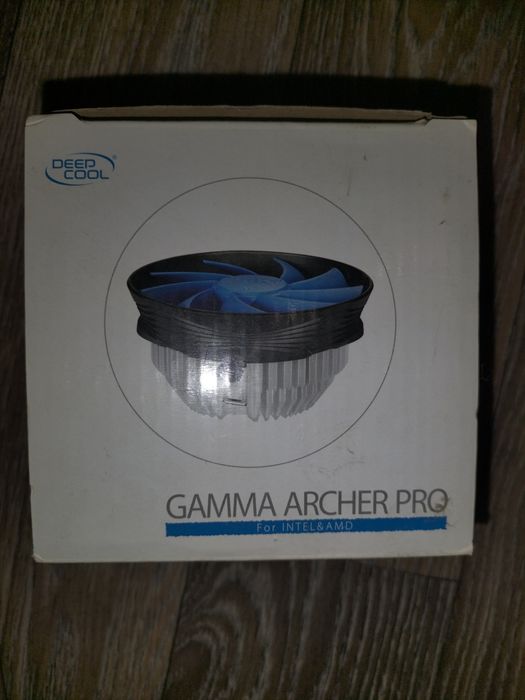 DEEP
COOL®
GAMMA ARCHER PRO
For INTEL&AMD